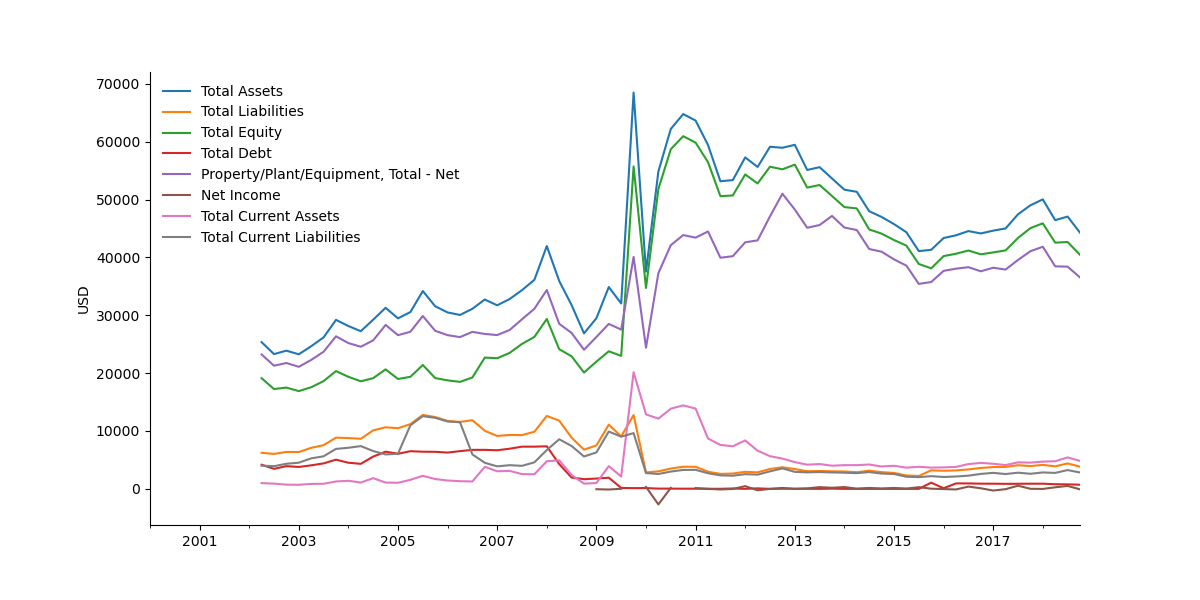 70000
60000
50000
40000
30000
20000
10000
0
USD
Total Assets
Total Liabilities
Total Equity
Total Debt
Property/Plant/Equipment, Total - Net
Net Income
Total Current Assets
Total Current Liabilities
2001 2003 2005 2007 2009 2011 2013 2015 2017